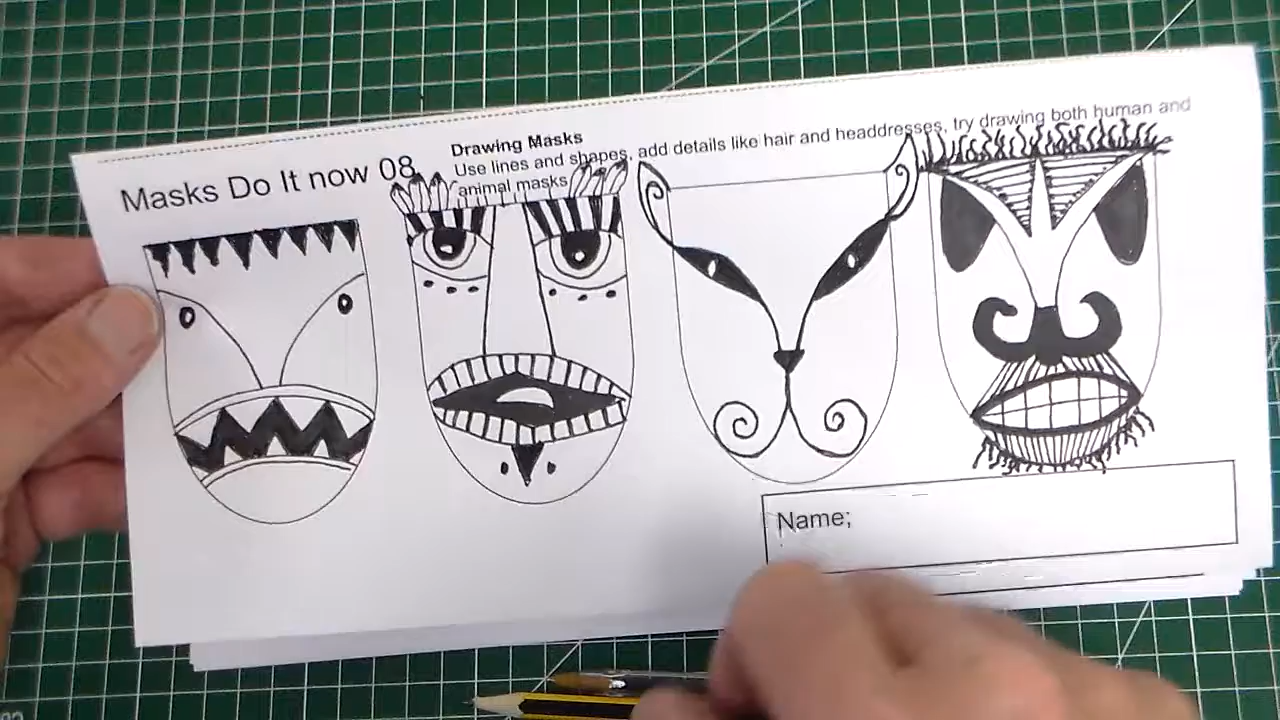 Masks Do It now 08
Drawing Masks
Use lines and shapes, add details like hair and headdresses, try drawing both human and
animal masks
Name;